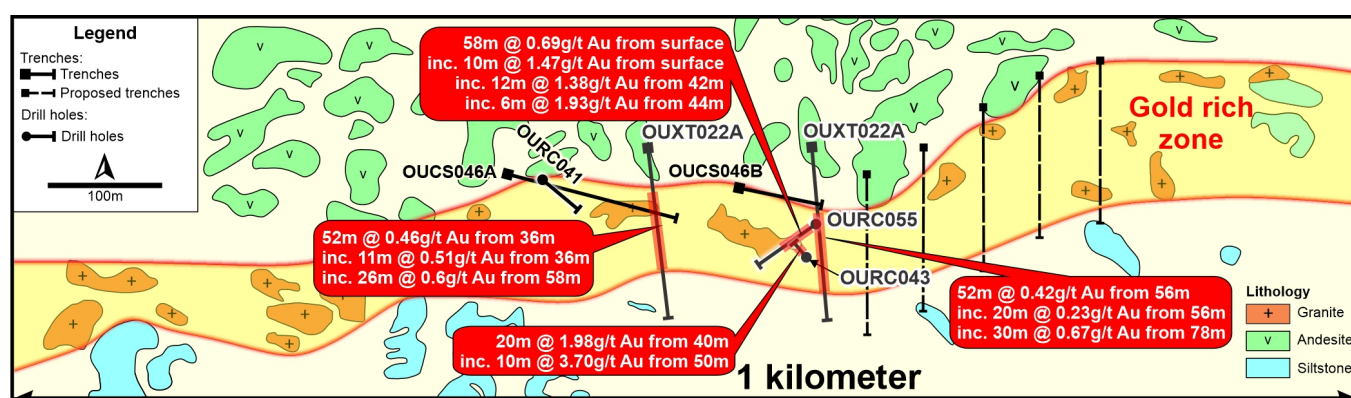 Legend
Trenches:
Trenches
Proposed trenches
Drill holes:
Drill holes
100m
58m @ 0.69g/t Au from surface
inc. 10m @ 1.47g/t Au from surface
inc. 12m @ 1.38g/t Au from 42m
inc. 6m @ 1.93g/t Au from 44m
Gold rich
zone
OUCS046A
OURC041
OUXT022A
OUCS046B
OUXT022A
OURC055
OURC043
52m @ 0.46g/t Au from 36m
inc. 11m @ 0.51g/t Au from 36m
inc. 26m @ 0.6g/t Au from 58m
20m @ 1.98g/t Au from 40m
inc. 10m @ 3.70g/t Au from 50m
52m @ 0.42g/t Au from 56m
inc. 20m @ 0.23g/t Au from 56m
inc. 30m @ 0.67g/t Au from 78m
1 kilometer
Lithology
+ Granite
v Andesite
Siltstone